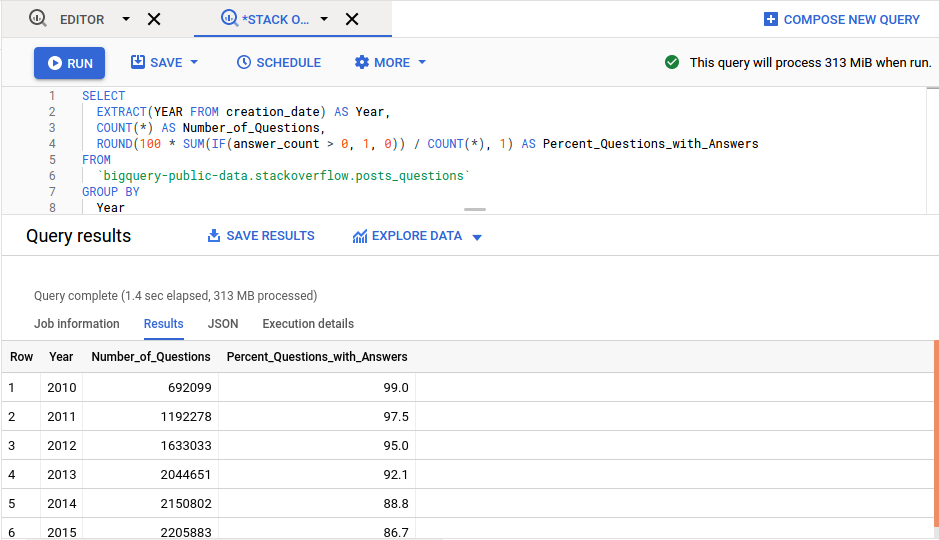 EDITOR *STACK O... COMPOSE NEW QUERY
RUN SAVE SCHEDULE MORE This query will process 313 MiB when run.
1 SELECT
2 EXTRACT(YEAR FROM creation_date) AS Year,
3 COUNT(*) AS Number_of_Questions,
4 ROUND(100 * SUM(IF(answer_count > 0, 1, 0)) / COUNT(*), 1) AS Percent_Questions_with_Answers
5 FROM
6 `bigquery-public-data.stackoverflow.posts_questions`
7 GROUP BY
8 Year
Query results SAVE RESULTS EXPLORE DATA
Query complete (1.4 sec elapsed, 313 MB processed)
Job information Results JSON Execution details
Row Year Number_of_Questions Percent_Questions_with_Answers
1 2010 692099 99.0
2 2011 1192278 97.5
3 2012 1633033 95.0
4 2013 2044651 92.1
5 2014 2150802 88.8
6 2015 2205883 86.7